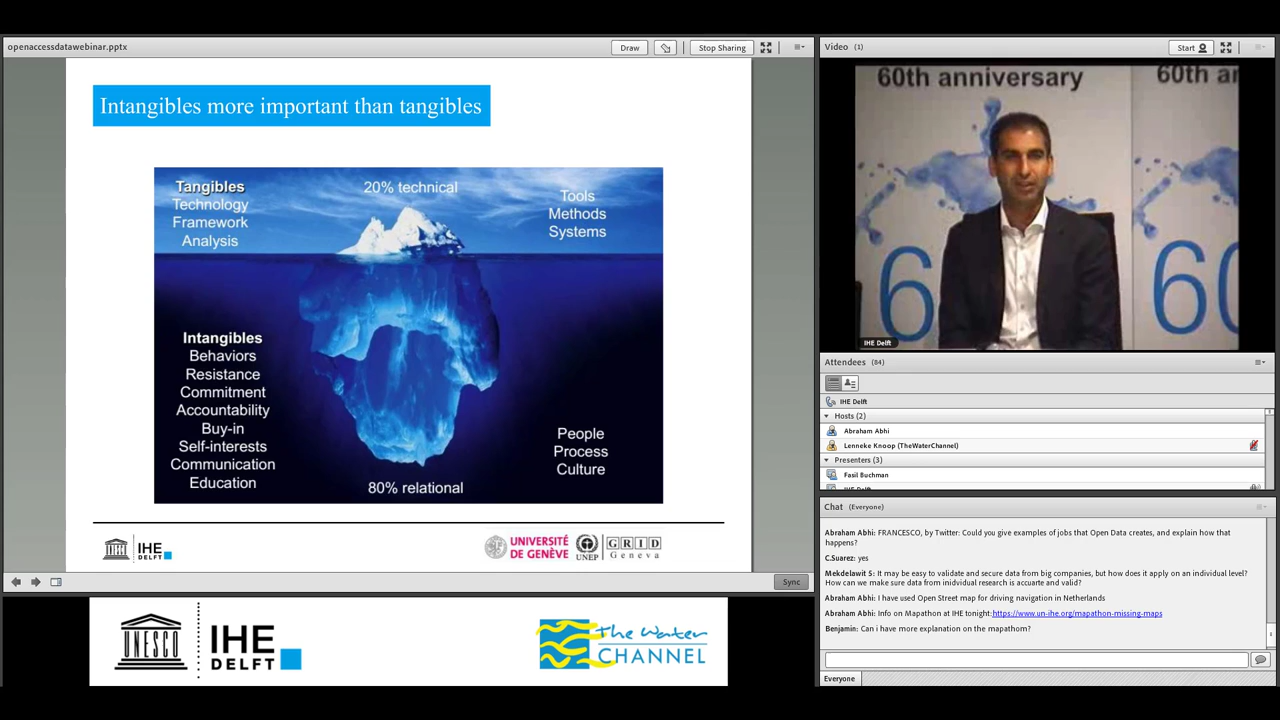 openaccessdatawebinar.pptx
Draw
Stop Sharing
Intangibles more important than tangibles
Tangibles
Technology
Framework
Analysis
20% technical
Tools
Methods
Systems
Intangibles
Behaviors
Resistance
Commitment
Accountability
Buy-in
Self-interests
Communication
Education
People
Process
Culture
80% relational
IHE
DELFT
UNIVERSITÉ
DE GENÈVE
UNEP
GRID
Geneva
Sync
UNESCO
IHE
DELFT
the water
CHANNEL
Video (1)
Start
60th anniversary
60th an
6
60
IHE Delft
Attendees (84)
IHE Delft
Hosts (2)
Abraham Abhi
Lenneke Knoop (TheWaterChannel)
Presenters (3)
Fasil Buchman
IHE Delft
Chat (Everyone)
Abraham Abhi: FRANCESCO, by Twitter: Could you give examples of jobs that Open Data creates, and explain how that
happens?
C.Suarez: yes
Mekdelawit S: It may be easy to validate and secure data from big companies, but how does it apply on an individual level?
How can we make sure data from inidvidual research is accuarte and valid?
Abraham Abhi: I have used Open Street map for driving navigation in Netherlands
Abraham Abhi: Info on Mapathon at IHE tonight:https://www.un-ihe.org/mapathon-missing-maps
Benjamin: Can i have more explanation on the mapathom?
Everyone